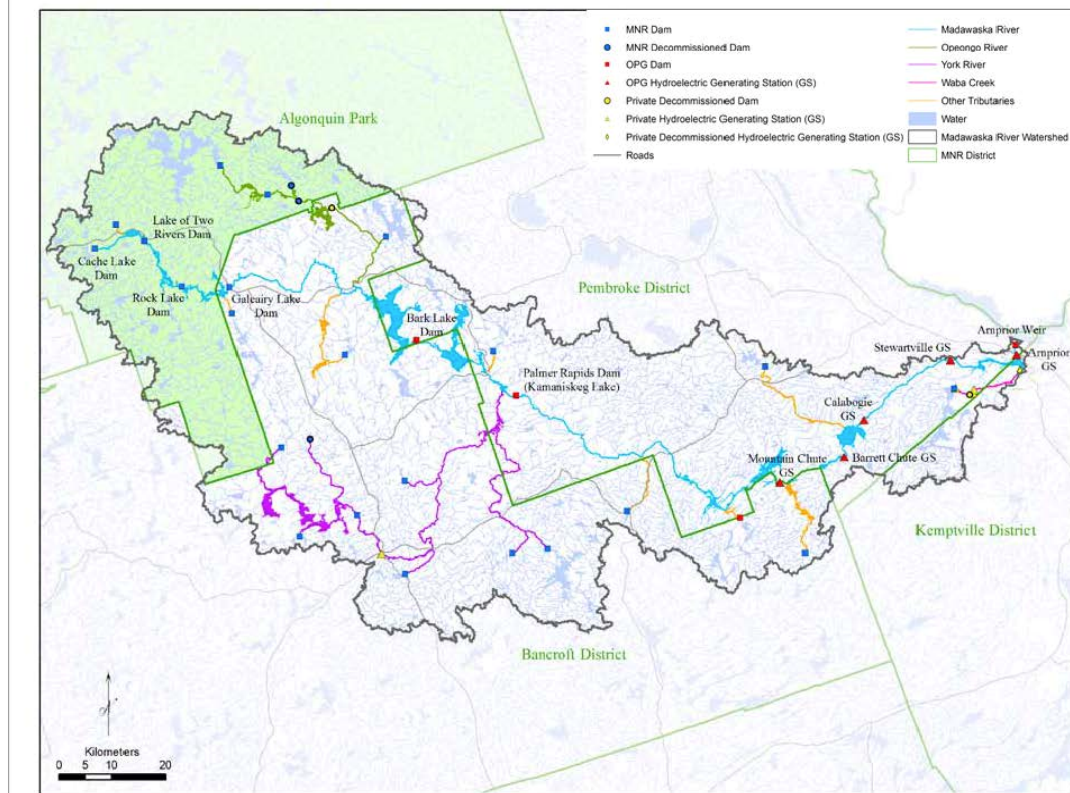 MNR Dam
MNR Decommissioned Dam
OPG Dam
OPG Hydroelectric Generating Station (GS)
Private Decommissioned Dam
Private Hydroelectric Generating Station (GS)
Private Decommissioned Hydroelectric Generating Station (GS)
Roads
Madawaska River
Opeongo River
York River
Waba Creek
Other Tributaries
Water
Madawaska River Watershed
MNR District
Algonquin Park
Lake of Two
Rivers Dam
Cache Lake
Dam
Rock Lake
Dam
Galeairy Lake
Dam
Bark Lake
Dam
Pembroke District
Palmer Rapids Dam
(Kamaniskeg Lake)
Arnprior Weir
Stewartville GS
Arnprior
GS
Calabogie
GS
Mountain Chute
GS
Barrett Chute GS
Kemptville District
Bancroft District
Kilometers
0 5 10 20